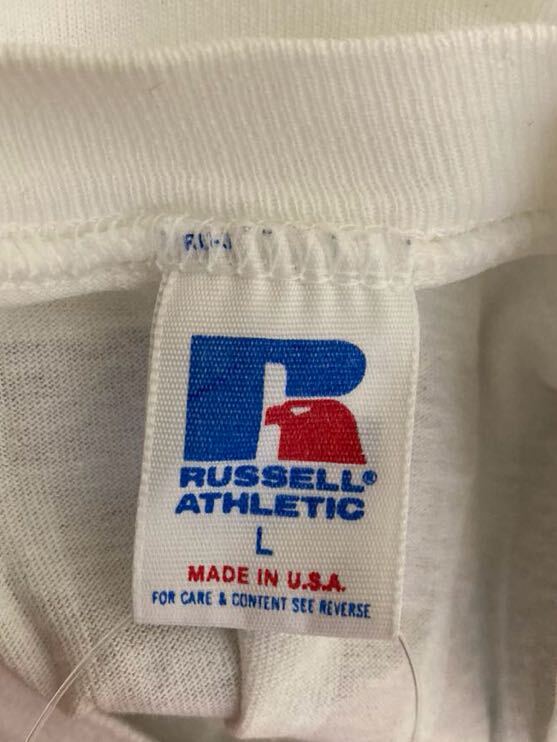 RUSSELL®
ATHLETIC
L
MADE IN U.S.A.
FOR CARE & CONTENT SEE REVERSE